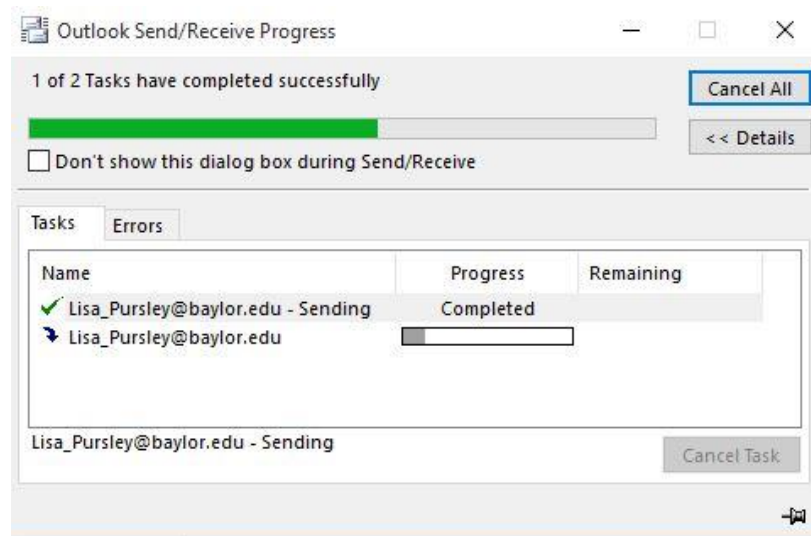 Outlook Send/Receive Progress
1 of 2 Tasks have completed successfully
Cancel All
<< Details
Don't show this dialog box during Send/Receive
Tasks Errors
Name Progress Remaining
Lisa_Pursley@baylor.edu - Sending Completed
Lisa_Pursley@baylor.edu
Lisa_Pursley@baylor.edu - Sending
Cancel Task